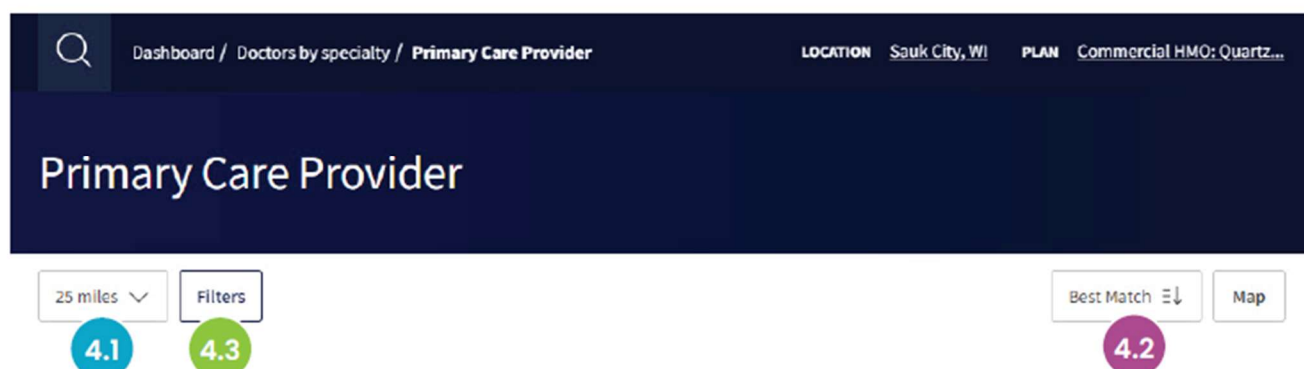 Dashboard / Doctors by specialty / Primary Care Provider LOCATION Sauk City, WI PLAN Commercial HMO: Quartz...
Primary Care Provider
25 miles Filters Best Match Map
4.1 4.3 4.2